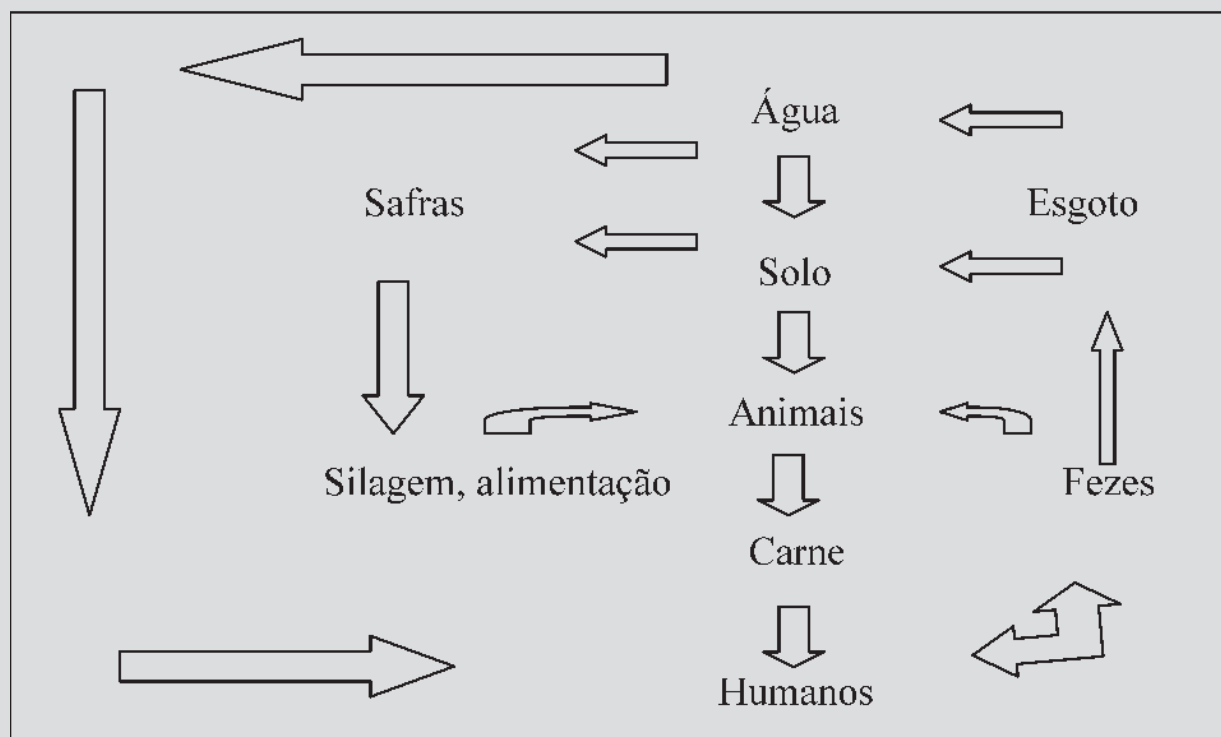 Água
Safras
Esgoto
Solo
Animais
Silagem, alimentação
Fezes
Carne
Humanos